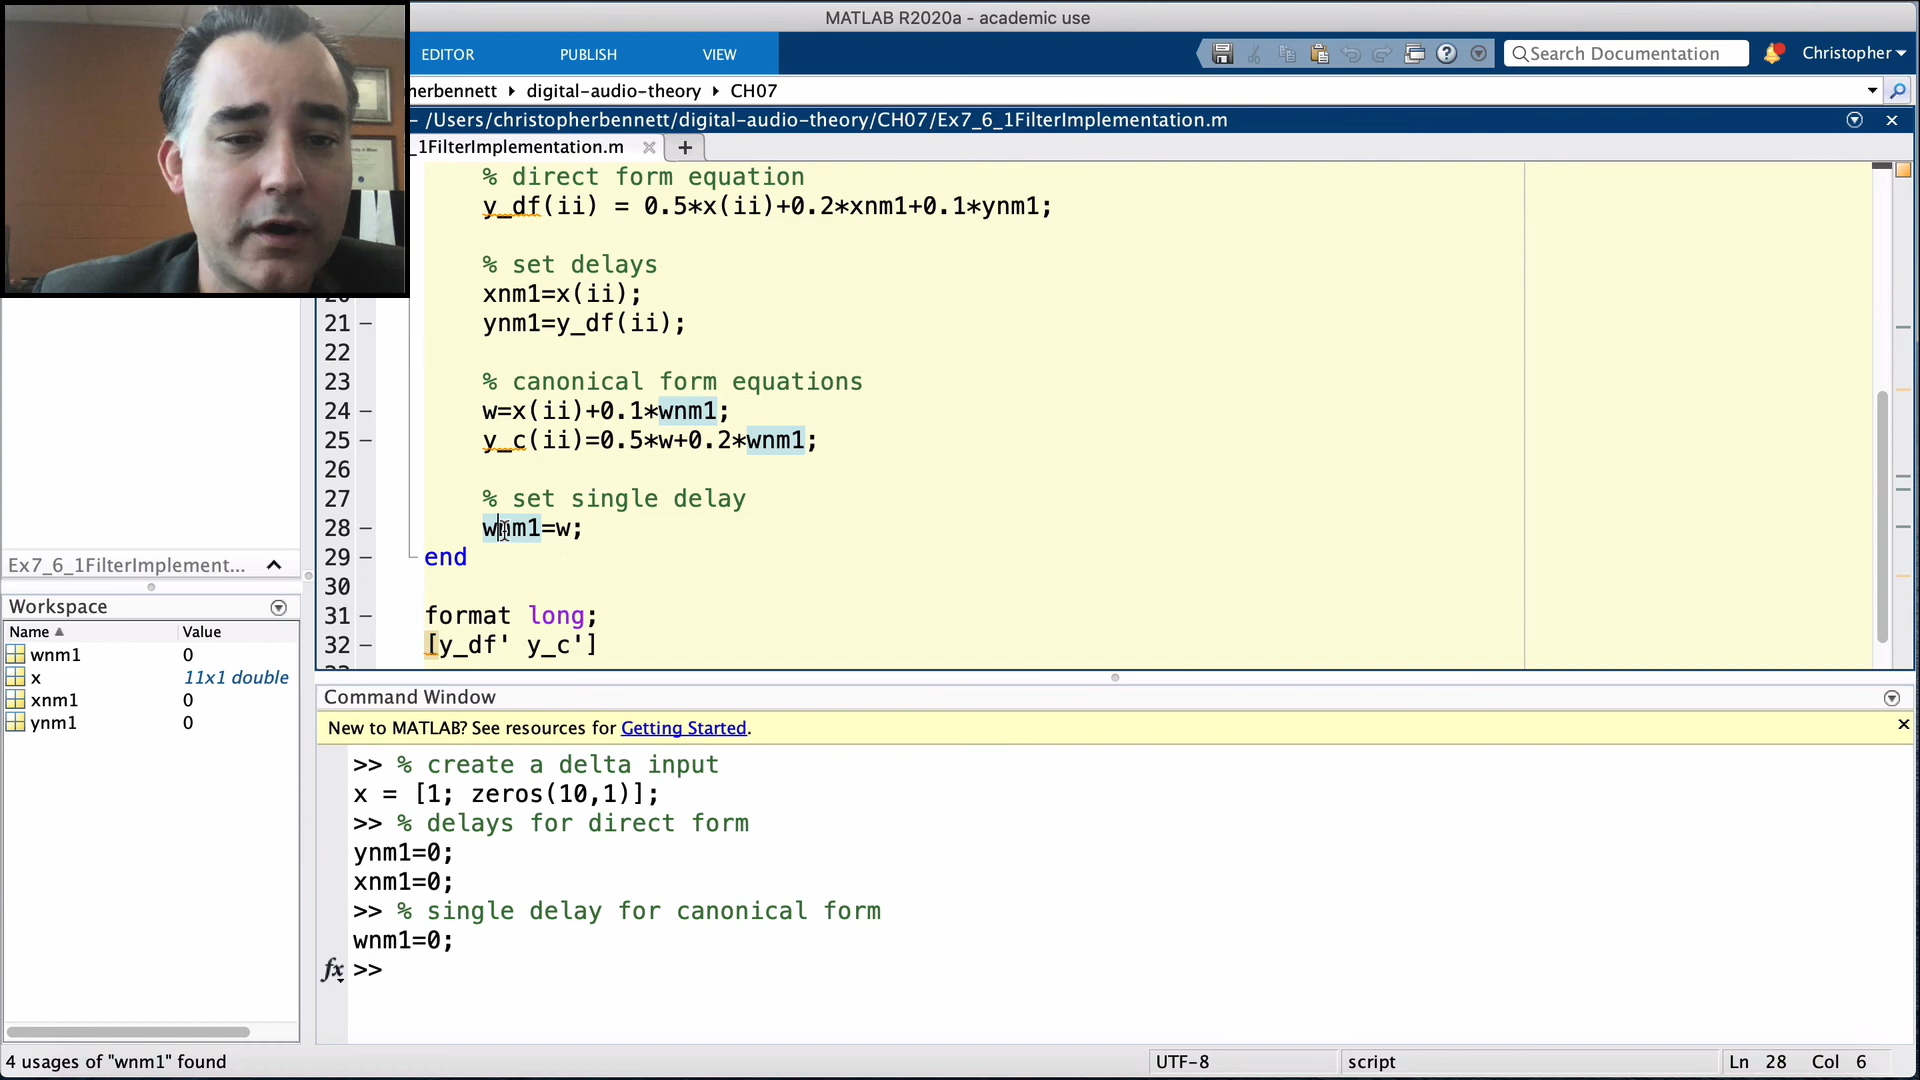 MATLAB R2020a - academic use
EDITOR PUBLISH VIEW
Search Documentation
Christopher
herbennett ▸ digital-audio-theory ▸ CH07
– /Users/christopherbennett/digital-audio-theory/CH07/Ex7_6_1FilterImplementation.m
_1FilterImplementation.m
% direct form equation
y_df(ii) = 0.5*x(ii)+0.2*xnm1+0.1*ynm1;
% set delays
xnm1=x(ii);
21 – ynm1=y_df(ii);
22
23 % canonical form equations
24 – w=x(ii)+0.1*wnm1;
25 – y_c(ii)=0.5*w+0.2*wnm1;
26
27 % set single delay
28 – wnm1=w;
29 – end
30
31 – format long;
32 – [y_df' y_c']
Ex7_6_1FilterImplement...
Workspace
Name Value
wnm1 0
x 11x1 double
xnm1 0
ynm1 0
Command Window
New to MATLAB? See resources for Getting Started.
>> % create a delta input
x = [1; zeros(10,1)];
>> % delays for direct form
ynm1=0;
xnm1=0;
>> % single delay for canonical form
wnm1=0;
fx >>
4 usages of "wnm1" found
UTF-8
script
Ln 28 Col 6